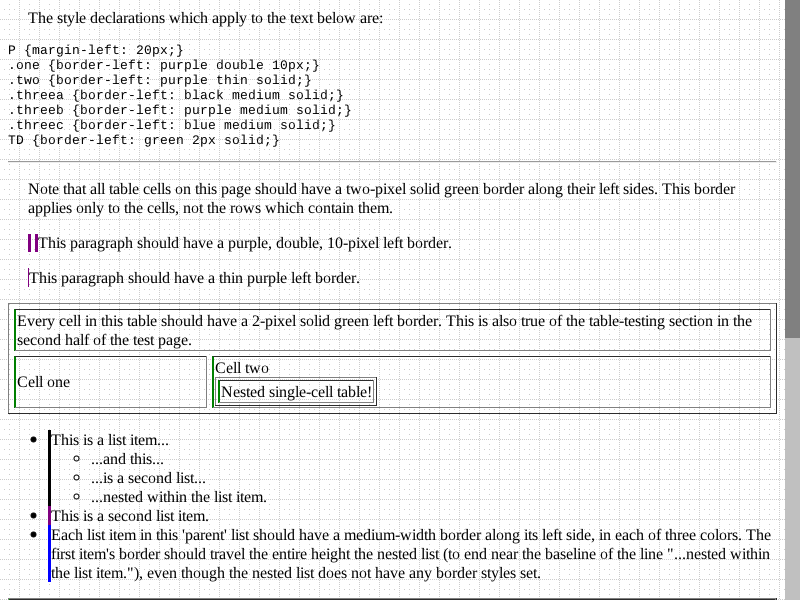 The style declarations which apply to the text below are:
P {margin-left: 20px;}
.one {border-left: purple double 10px;}
.two {border-left: purple thin solid;}
.threea {border-left: black medium solid;}
.threeb {border-left: purple medium solid;}
.threec {border-left: blue medium solid;}
TD {border-left: green 2px solid;}
Note that all table cells on this page should have a two-pixel solid green border along their left sides. This border
applies only to the cells, not the rows which contain them.
This paragraph should have a purple, double, 10-pixel left border.
This paragraph should have a thin purple left border.
Every cell in this table should have a 2-pixel solid green left border. This is also true of the table-testing section in the
second half of the test page.
Cell one
Cell two
Nested single-cell table!
This is a list item...
...and this...
...is a second list...
...nested within the list item.
This is a second list item.
Each list item in this 'parent' list should have a medium-width border along its left side, in each of three colors. The
first item's border should travel the entire height the nested list (to end near the baseline of the line "...nested within
the list item."), even though the nested list does not have any border styles set.